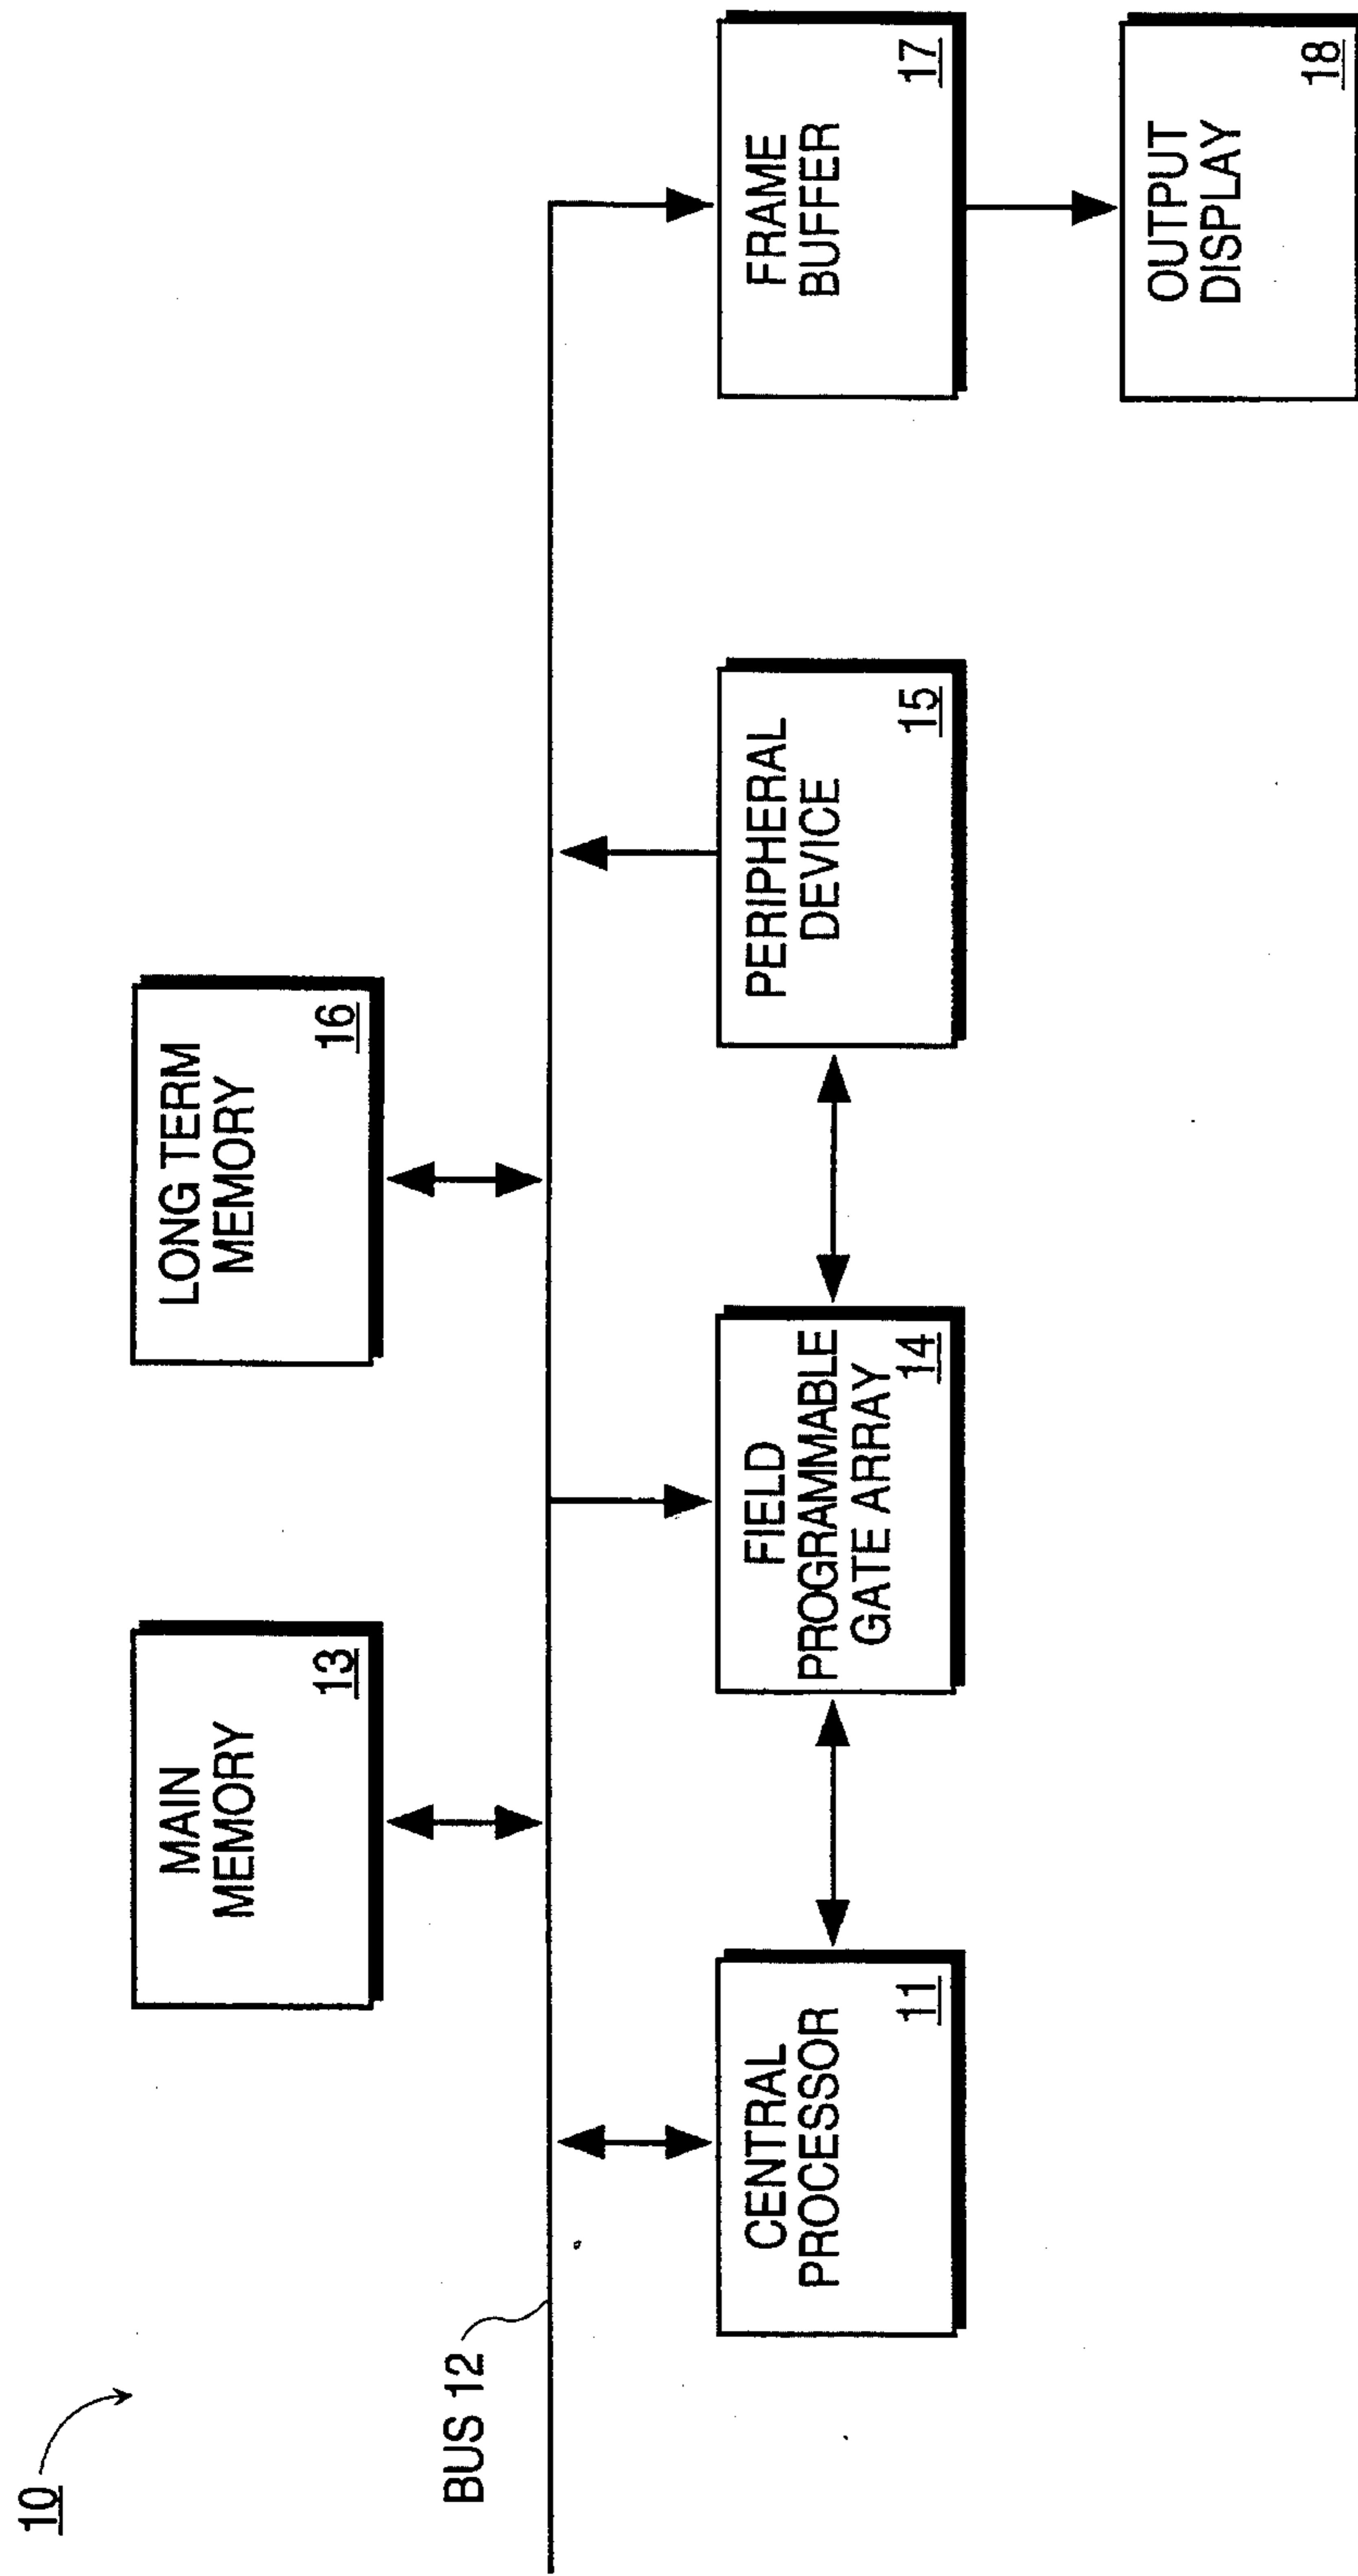 10
BUS 12
MAIN
MEMORY
13
LONG TERM
MEMORY
16
CENTRAL
PROCESSOR
11
FIELD
PROGRAMMABLE
GATE ARRAY
14
PERIPHERAL
DEVICE
15
FRAME
BUFFER
17
OUTPUT
DISPLAY
18